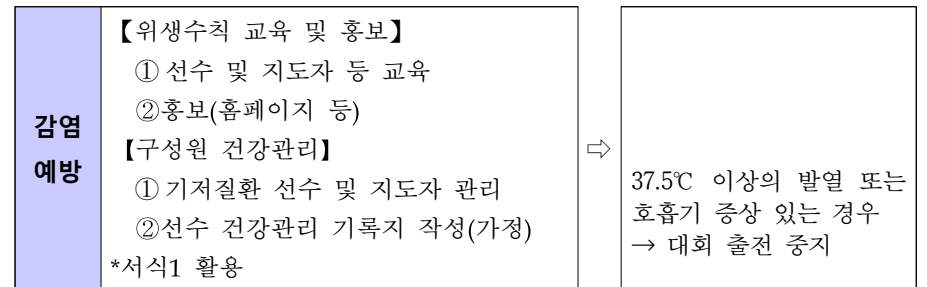 감염
예방
【위생수칙 교육 및 홍보】
① 선수 및 지도자 등 교육
②홍보(홈페이지 등)
【구성원 건강관리】
① 기저질환 선수 및 지도자 관리
②선수 건강관리 기록지 작성(가정)
*서식1 활용
⇨
37.5℃ 이상의 발열 또는
호흡기 증상 있는 경우
→ 대회 출전 중지